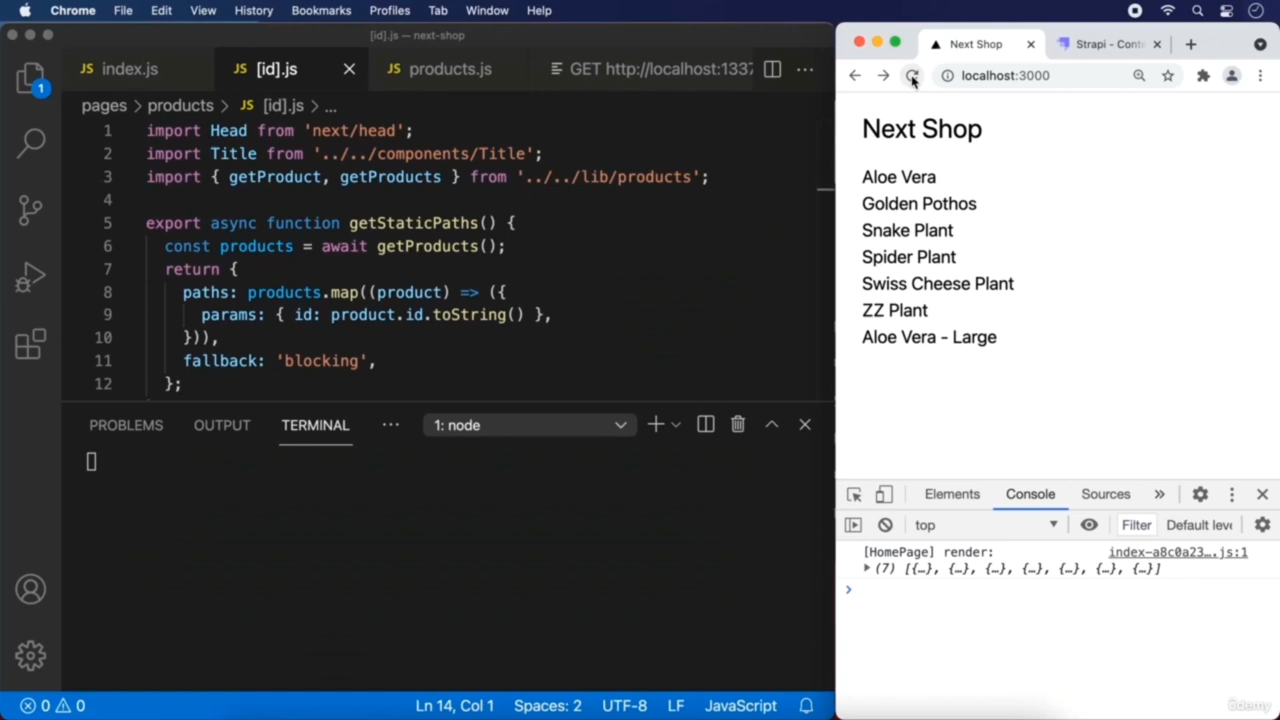 Chrome File Edit View History Bookmarks Profiles Tab Window Help
[id].js — next-shop
JS index.js
JS [id].js
JS products.js
GET http://localhost:1337
1
pages > products > JS [id].js > ...
1 import Head from 'next/head';
2 import Title from '../../components/Title';
3 import { getProduct, getProducts } from '../../lib/products';
4
5 export async function getStaticPaths() {
6 const products = await getProducts();
7 return {
8 paths: products.map((product) => ({
9 params: { id: product.id.toString() },
10 })),
11 fallback: 'blocking',
12 };
PROBLEMS OUTPUT TERMINAL ... 1: node
0 0 Ln 14, Col 1 Spaces: 2 UTF-8 LF JavaScript
Next Shop
Strapi - Cont
localhost:3000
Next Shop
Aloe Vera
Golden Pothos
Snake Plant
Spider Plant
Swiss Cheese Plant
ZZ Plant
Aloe Vera - Large
Elements Console Sources »
top Filter Default leve
[HomePage] render: index-a8c0a23….js:1
(7) [{…}, {…}, {…}, {…}, {…}, {…}, {…}]
ûdemy